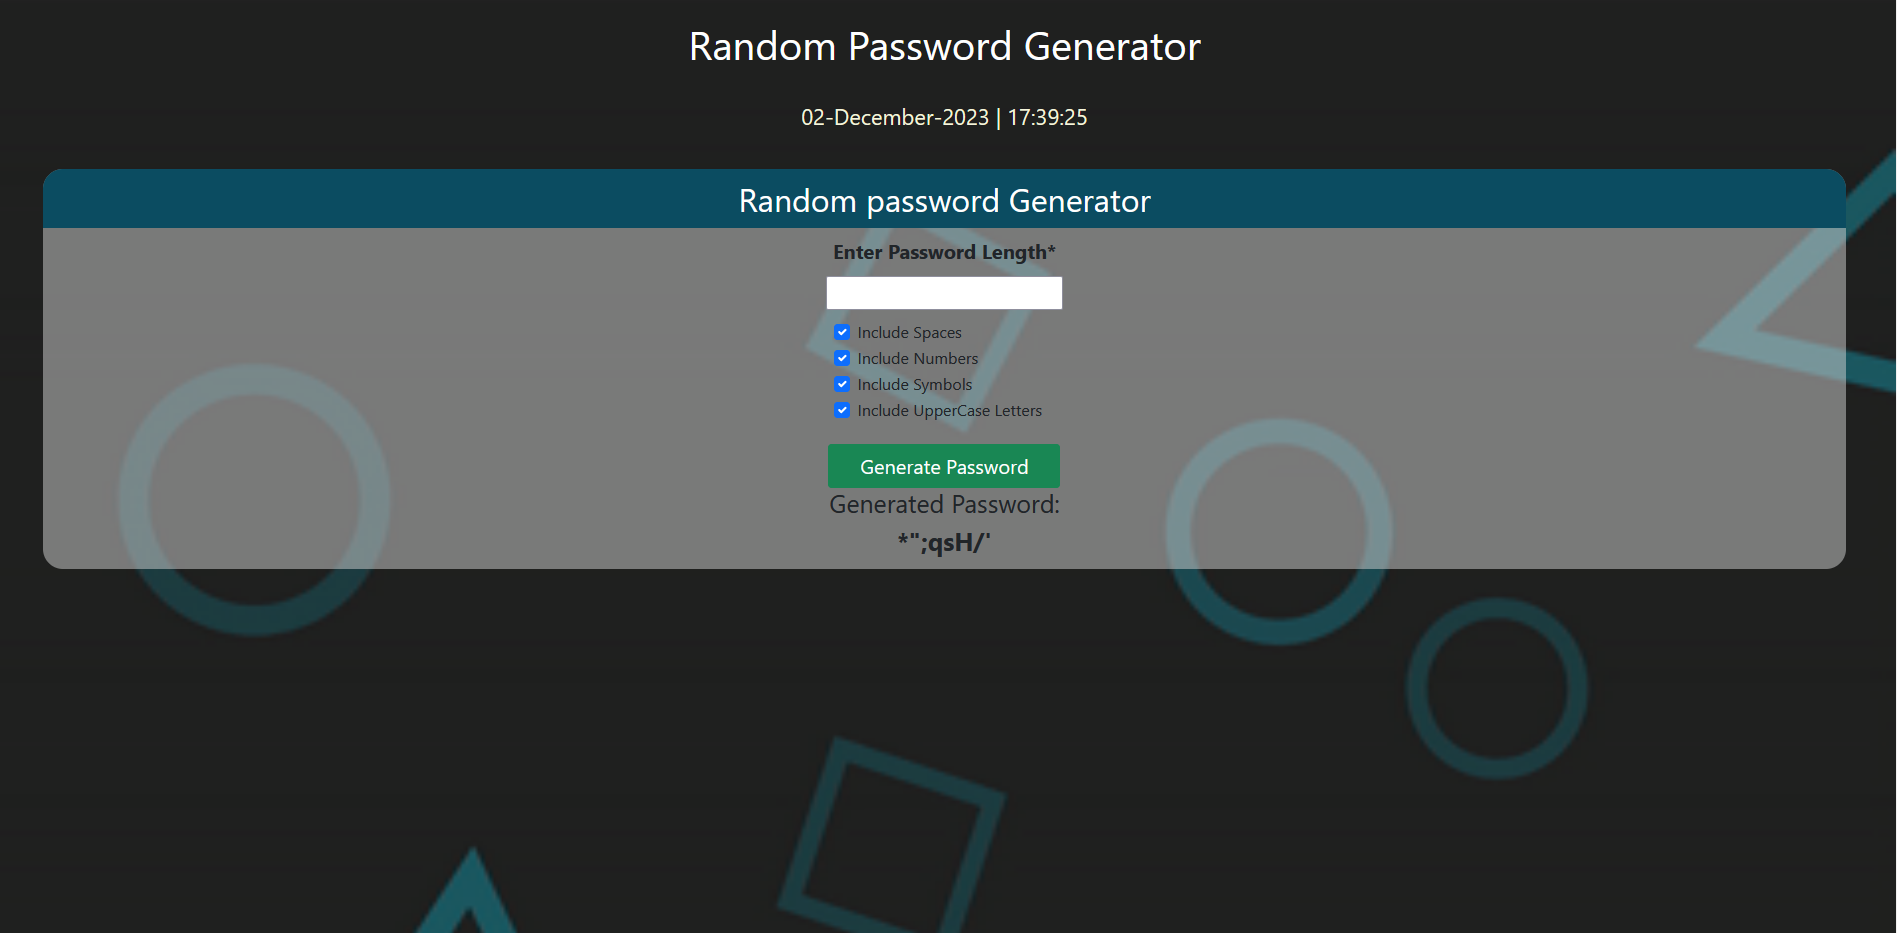 Random Password Generator
02-December-2023 | 17:39:25
Random password Generator
Enter Password Length*
Include Spaces
Include Numbers
Include Symbols
Include UpperCase Letters
Generate Password
Generated Password:
*";qsH/'